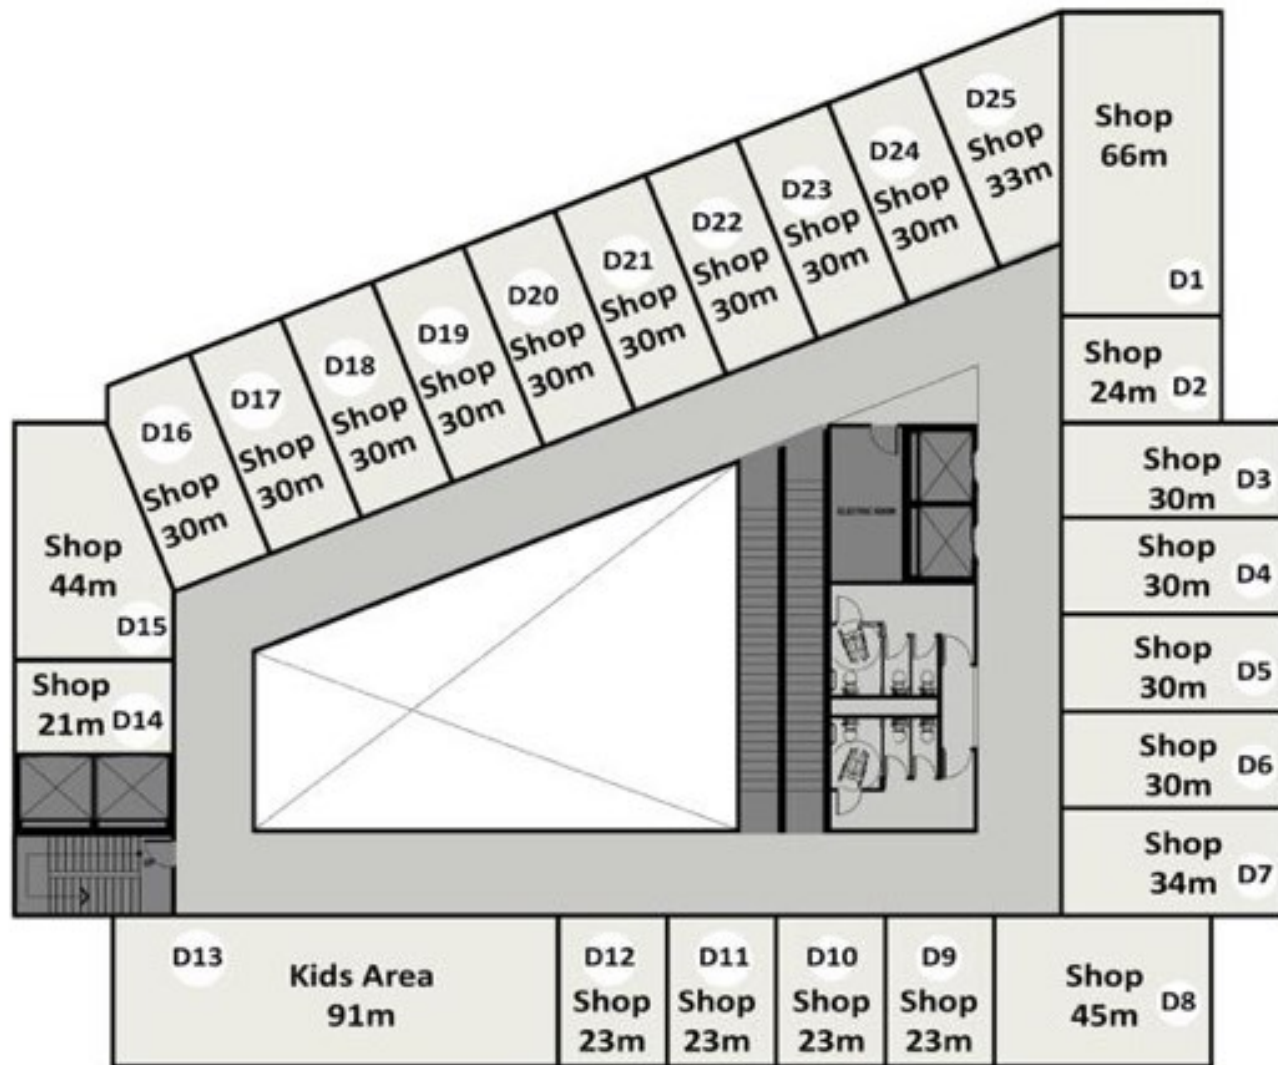 D25
Shop
33m
Shop
66m
D1
D24
Shop
30m
D23
Shop
30m
D22
Shop
30m
D21
Shop
30m
D20
Shop
30m
D19
Shop
30m
D18
Shop
30m
D17
Shop
30m
D16
Shop
30m
Shop
24m D2
Shop
30m D3
Shop
30m D4
Shop
30m D5
Shop
30m D6
Shop
34m D7
ELECTRIC ROOM
Shop
44m
D15
Shop
21m D14
UP
D13
Kids Area
91m
D12
Shop
23m
D11
Shop
23m
D10
Shop
23m
D9
Shop
23m
Shop
45m D8